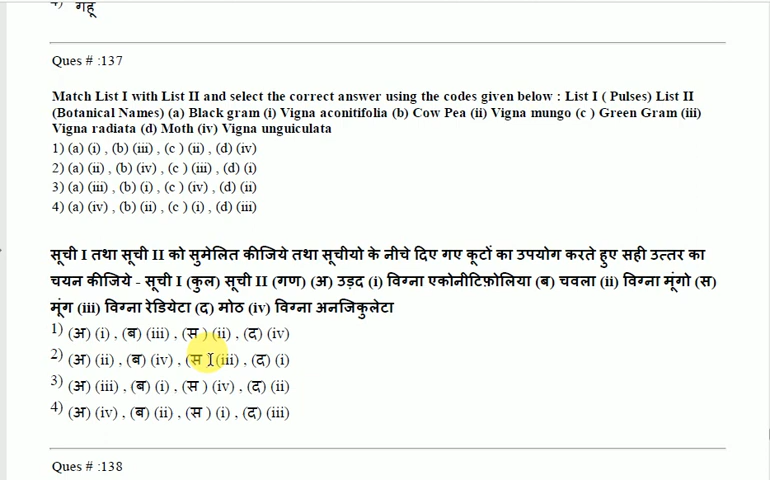 4) गेहूं
Ques # :137
Match List I with List II and select the correct answer using the codes given below : List I ( Pulses) List II
(Botanical Names) (a) Black gram (i) Vigna aconitifolia (b) Cow Pea (ii) Vigna mungo (c ) Green Gram (iii)
Vigna radiata (d) Moth (iv) Vigna unguiculata
1) (a) (i) , (b) (iii) , (c ) (ii) , (d) (iv)
2) (a) (ii) , (b) (iv) , (c ) (iii) , (d) (i)
3) (a) (iii) , (b) (i) , (c ) (iv) , (d) (ii)
4) (a) (iv) , (b) (ii) , (c ) (i) , (d) (iii)
सूची I तथा सूची II को सुमेलित कीजिये तथा सूचीयो के नीचे दिए गए कूटों का उपयोग करते हुए सही उत्तर का
चयन कीजिये - सूची I (कुल) सूची II (गण) (अ) उड़द (i) विग्ना एकोनीटिफ़ोलिया (ब) चवला (ii) विग्ना मूंगो (स)
मूंग (iii) विग्ना रेडियेटा (द) मोठ (iv) विग्ना अनजिकुलेटा
1) (अ) (i) , (ब) (iii) , (स ) (ii) , (द) (iv)
2) (अ) (ii) , (ब) (iv) , (स ) (iii) , (द) (i)
3) (अ) (iii) , (ब) (i) , (स ) (iv) , (द) (ii)
4) (अ) (iv) , (ब) (ii) , (स ) (i) , (द) (iii)
Ques # :138